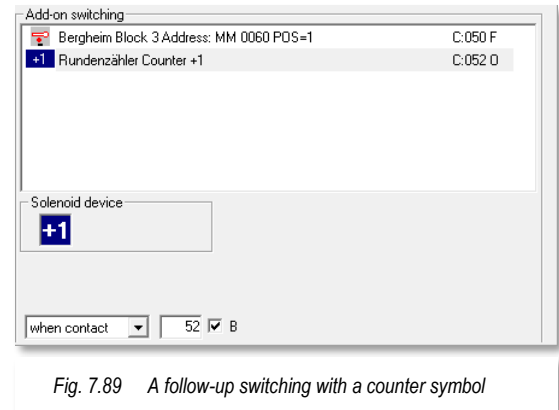 Add-on switching
Bergheim Block 3 Address: MM 0060 POS=1 C:050 F
+1 Rundenzähler Counter +1 C:052 O
Solenoid device
+1
when contact 52 B
Fig. 7.89 A follow-up switching with a counter symbol